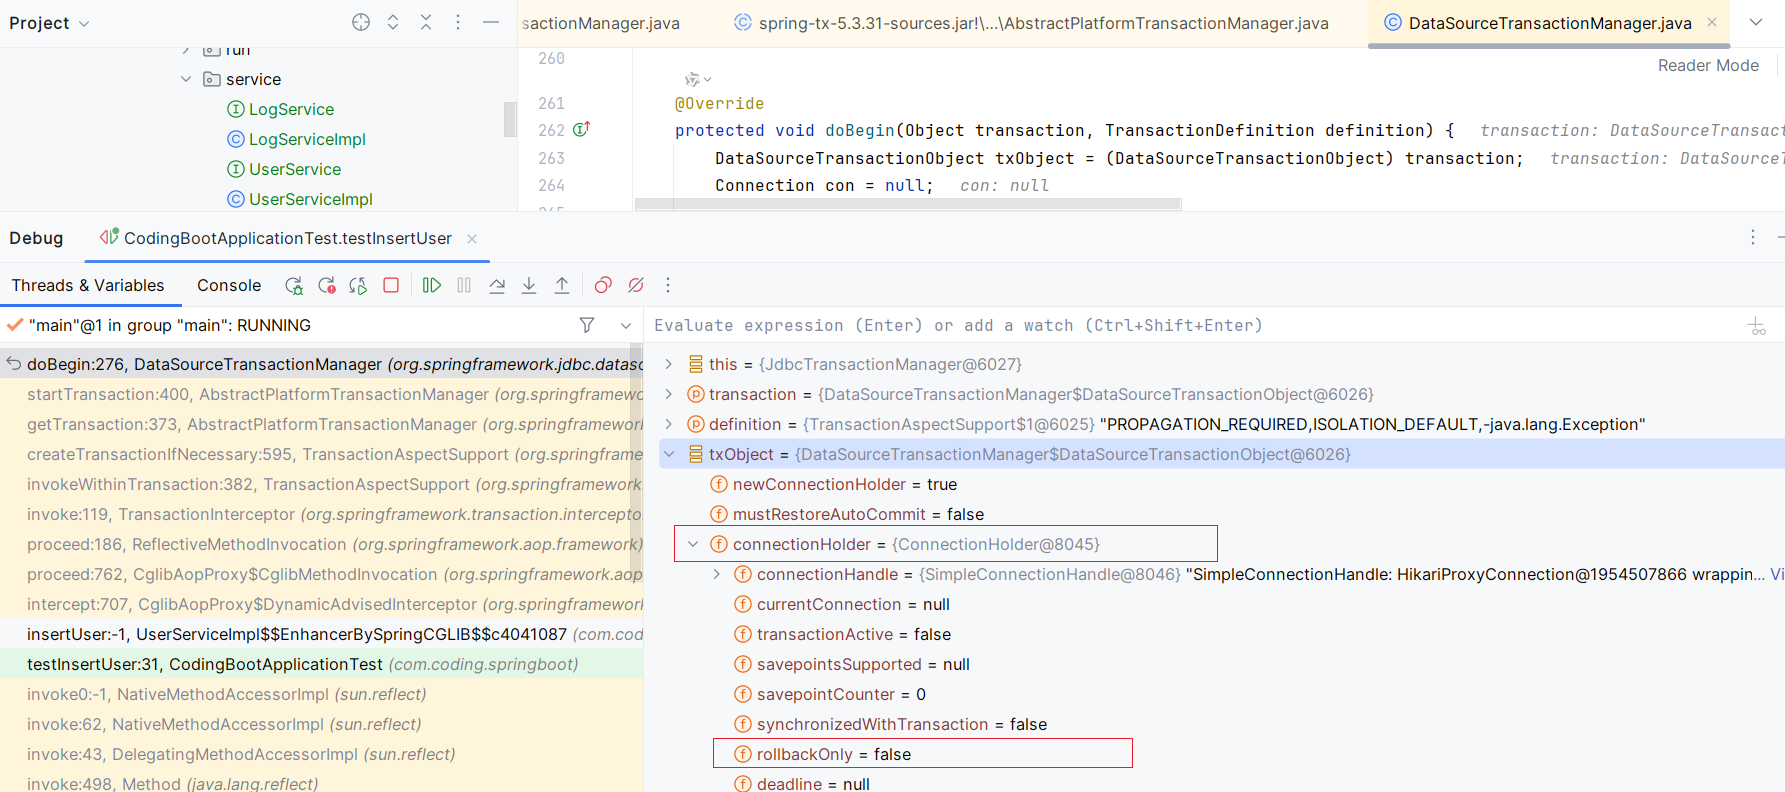 Project
sactionManager.java
spring-tx-5.3.31-sources.jar!\...\AbstractPlatformTransactionManager.java
DataSourceTransactionManager.java
run
service
LogService
LogServiceImpl
UserService
UserServiceImpl
Reader Mode
260
261 @Override
262 protected void doBegin(Object transaction, TransactionDefinition definition) { transaction: DataSourceTransact
263 DataSourceTransactionObject txObject = (DataSourceTransactionObject) transaction; transaction: DataSourceT
264 Connection con = null; con: null
Debug
CodingBootApplicationTest.testInsertUser
Threads & Variables
Console
"main"@1 in group "main": RUNNING
doBegin:276, DataSourceTransactionManager (org.springframework.jdbc.datasc
startTransaction:400, AbstractPlatformTransactionManager (org.springframewo
getTransaction:373, AbstractPlatformTransactionManager (org.springframewor
createTransactionIfNecessary:595, TransactionAspectSupport (org.springframe
invokeWithinTransaction:382, TransactionAspectSupport (org.springframework
invoke:119, TransactionInterceptor (org.springframework.transaction.intercepto
proceed:186, ReflectiveMethodInvocation (org.springframework.aop.framework)
proceed:762, CglibAopProxy$CglibMethodInvocation (org.springframework.aop
intercept:707, CglibAopProxy$DynamicAdvisedInterceptor (org.springframework
insertUser:-1, UserServiceImpl$$EnhancerBySpringCGLIB$$c4041087 (com.cod
testInsertUser:31, CodingBootApplicationTest (com.coding.springboot)
invoke0:-1, NativeMethodAccessorImpl (sun.reflect)
invoke:62, NativeMethodAccessorImpl (sun.reflect)
invoke:43, DelegatingMethodAccessorImpl (sun.reflect)
invoke:498, Method (java.lang.reflect)
Evaluate expression (Enter) or add a watch (Ctrl+Shift+Enter)
this = {JdbcTransactionManager@6027}
transaction = {DataSourceTransactionManager$DataSourceTransactionObject@6026}
definition = {TransactionAspectSupport$1@6025} "PROPAGATION_REQUIRED,ISOLATION_DEFAULT,-java.lang.Exception"
txObject = {DataSourceTransactionManager$DataSourceTransactionObject@6026}
newConnectionHolder = true
mustRestoreAutoCommit = false
connectionHolder = {ConnectionHolder@8045}
connectionHandle = {SimpleConnectionHandle@8046} "SimpleConnectionHandle: HikariProxyConnection@1954507866 wrappin... Vi
currentConnection = null
transactionActive = false
savepointsSupported = null
savepointCounter = 0
synchronizedWithTransaction = false
rollbackOnly = false
deadline = null